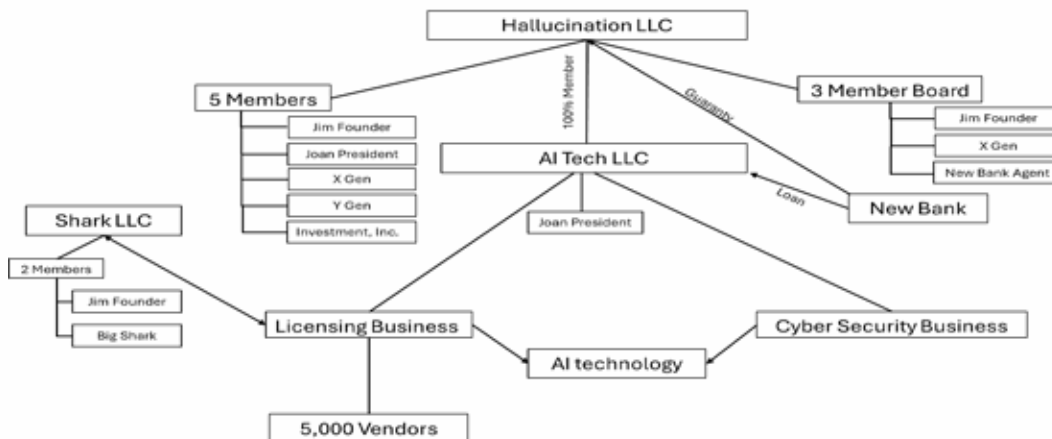 Hallucination LLC
5 Members
Jim Founder
Joan President
X Gen
Y Gen
Investment, Inc.
100% Member
Guaranty
3 Member Board
Jim Founder
X Gen
New Bank Agent
AI Tech LLC
Joan President
Loan
New Bank
Shark LLC
2 Members
Jim Founder
Big Shark
Licensing Business
Cyber Security Business
AI technology
5,000 Vendors